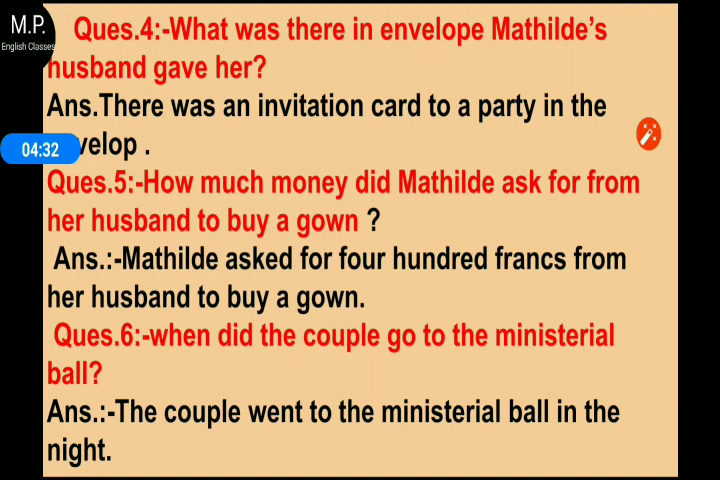 M.P.
English Classes
Ques.4:-What was there in envelope Mathilde’s
husband gave her?
Ans.There was an invitation card to a party in the
velop .
04:32
Ques.5:-How much money did Mathilde ask for from
her husband to buy a gown ?
Ans.:-Mathilde asked for four hundred francs from
her husband to buy a gown.
Ques.6:-when did the couple go to the ministerial
ball?
Ans.:-The couple went to the ministerial ball in the
night.